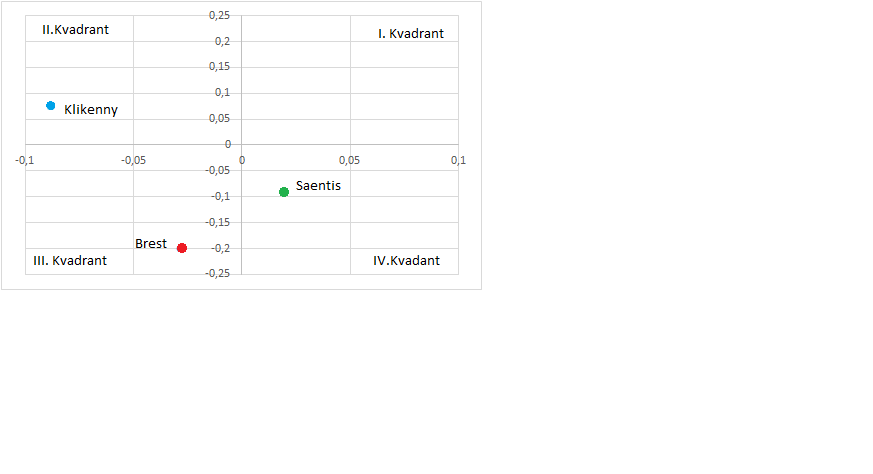 0,25
II.Kvadrant
I. Kvadrant
0,2
0,15
0,1
Klikenny
0,05
0
-0,1
-0,05
0
0,05
0,1
-0,05
Saentis
-0,1
-0,15
Brest
-0,2
III. Kvadrant
IV.Kvadant
-0,25